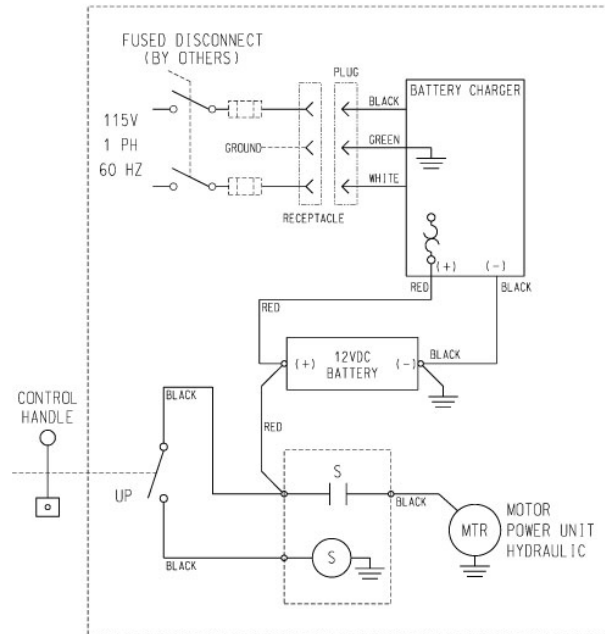 FUSED DISCONNECT
(BY OTHERS)
PLUG
BATTERY CHARGER
BLACK
115V
1 PH
60 HZ
GROUND
GREEN
WHITE
RECEPTACLE
(+) (-)
RED
BLACK
RED
(+)
12VDC
BATTERY
(-)
BLACK
CONTROL
HANDLE
BLACK
RED
UP
S
BLACK
MTR
MOTOR
POWER UNIT
HYDRAULIC
S
BLACK